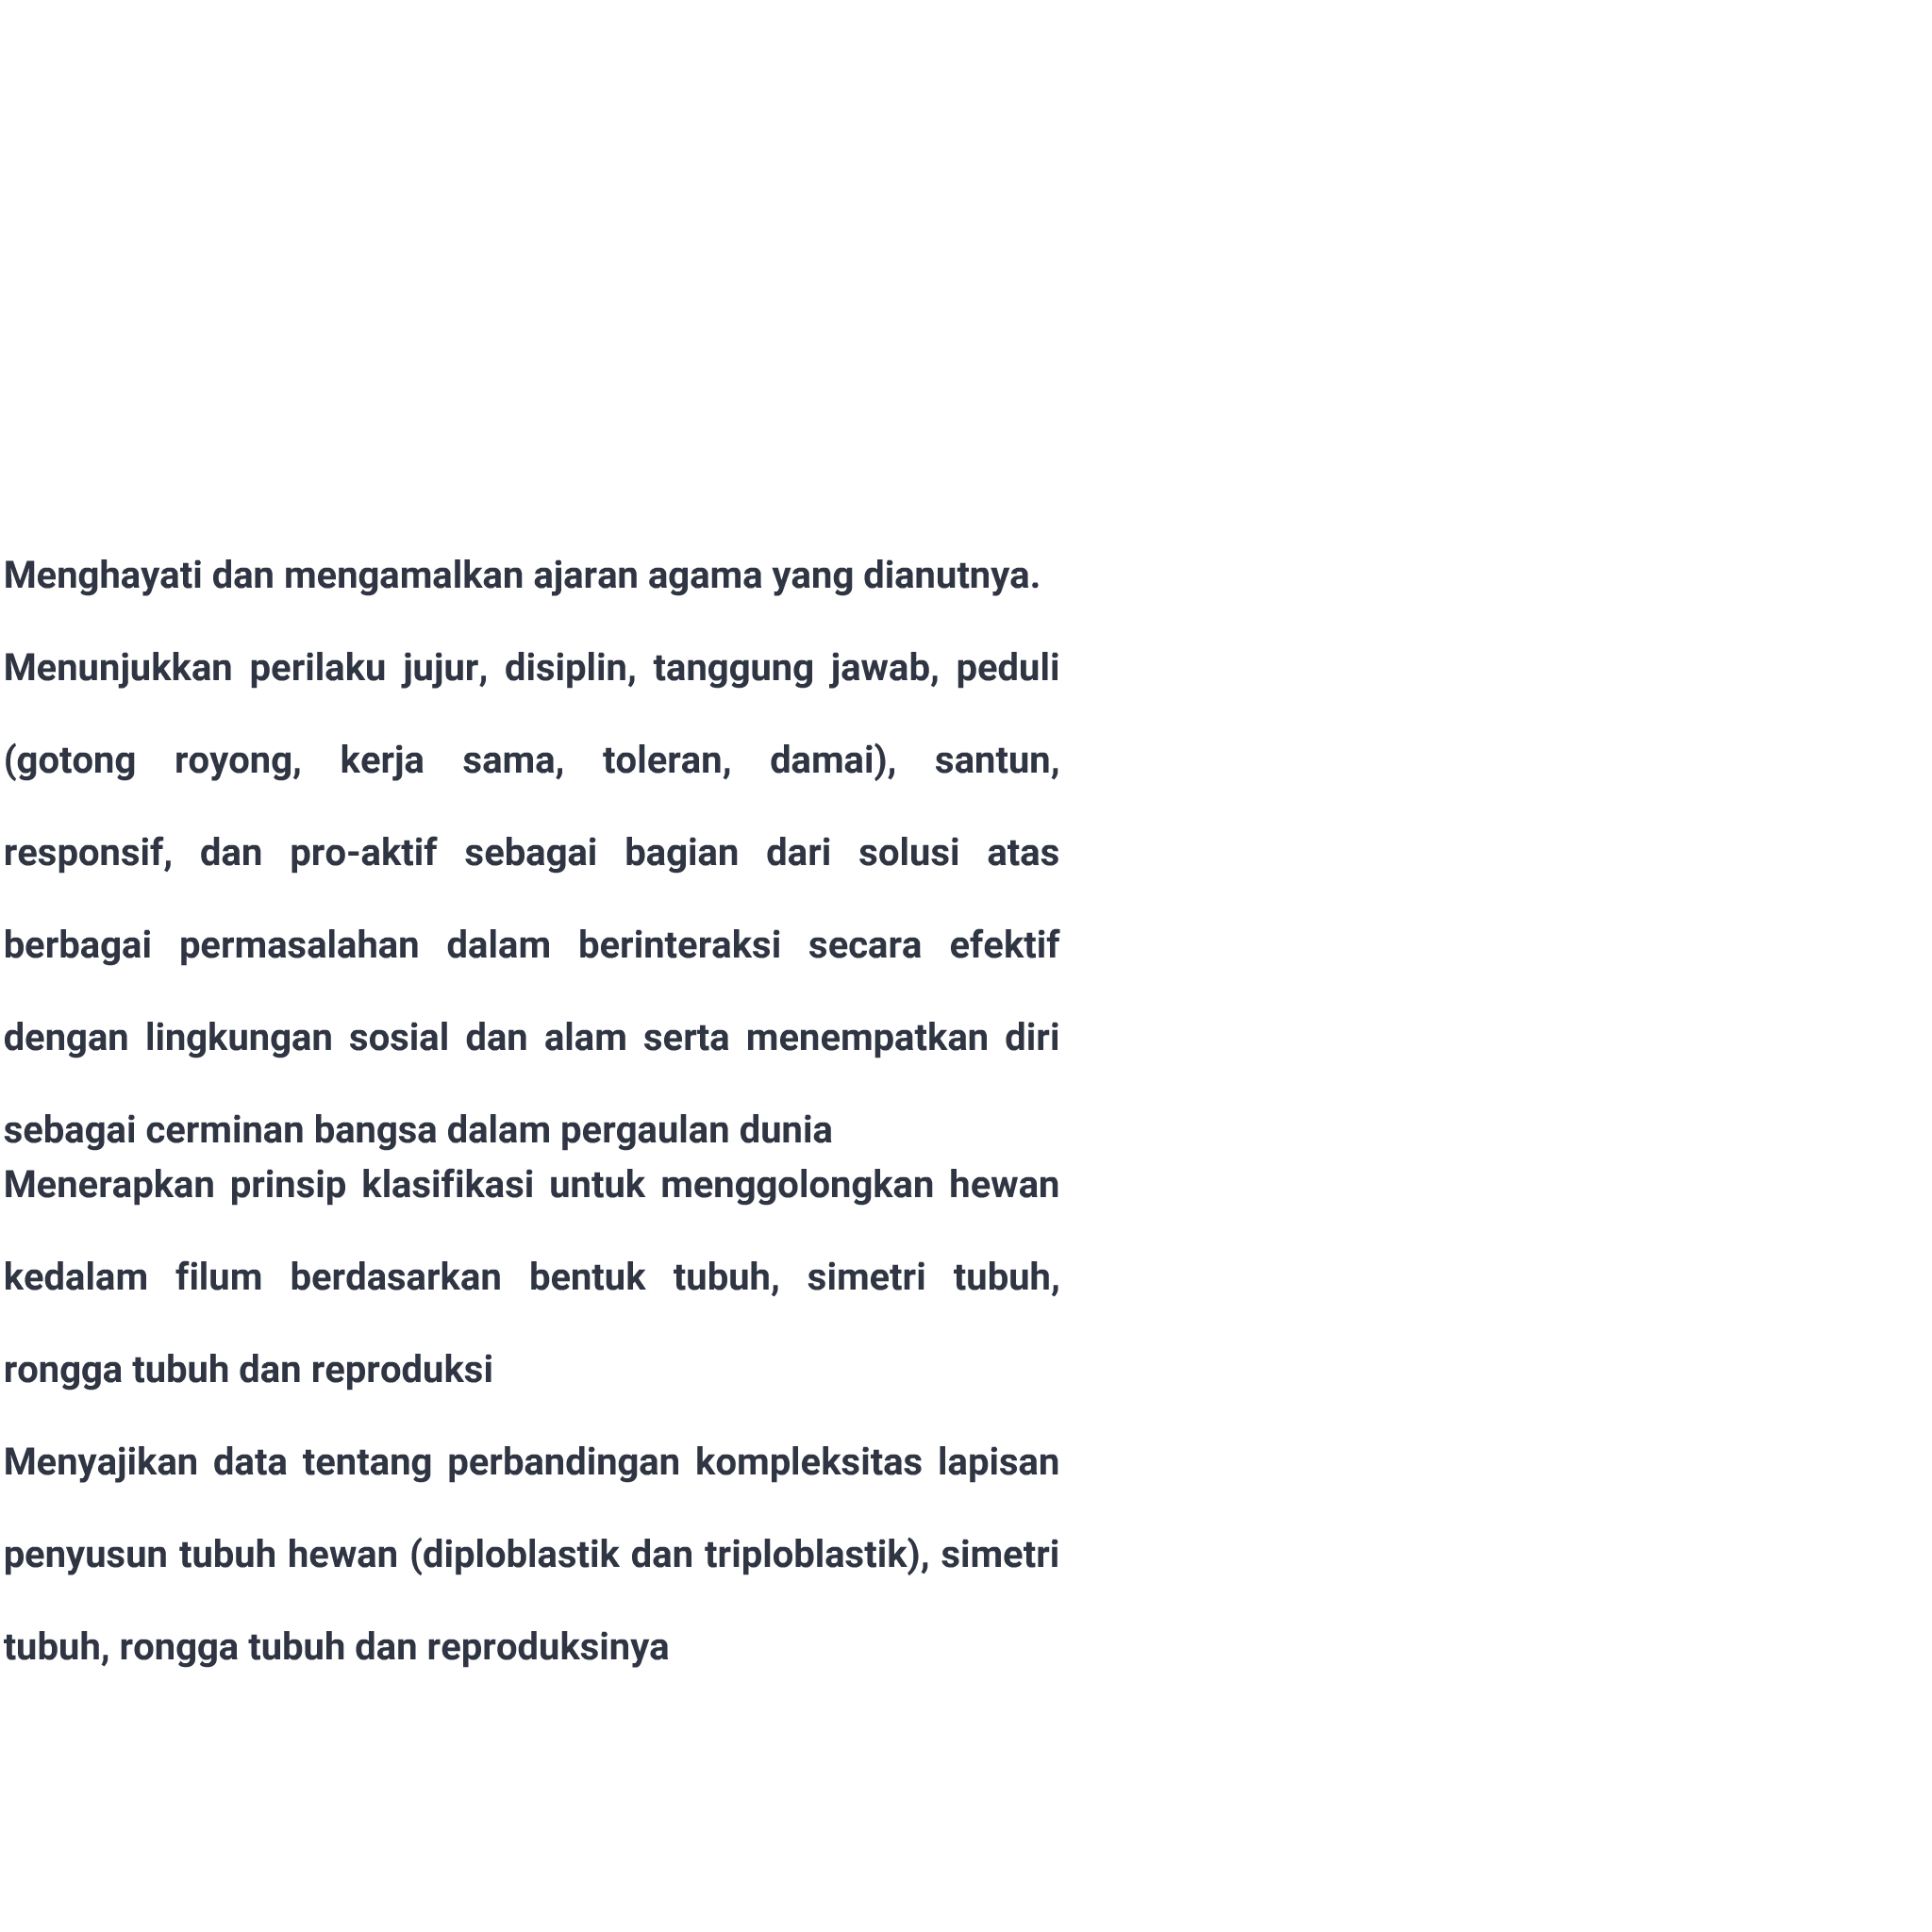 Menghayati dan mengamalkan ajaran agama yang dianutnya.
Menunjukkan perilaku jujur, disiplin, tanggung jawab, peduli
(gotong royong, kerja sama, toleran, damai), santun,
responsif, dan pro-aktif sebagai bagian dari solusi atas
berbagai permasalahan dalam berinteraksi secara efektif
dengan lingkungan sosial dan alam serta menempatkan diri
sebagai cerminan bangsa dalam pergaulan dunia
Menerapkan prinsip klasifikasi untuk menggolongkan hewan
kedalam filum berdasarkan bentuk tubuh, simetri tubuh,
rongga tubuh dan reproduksi
Menyajikan data tentang perbandingan kompleksitas lapisan
penyusun tubuh hewan (diploblastik dan triploblastik), simetri
tubuh, rongga tubuh dan reproduksinya